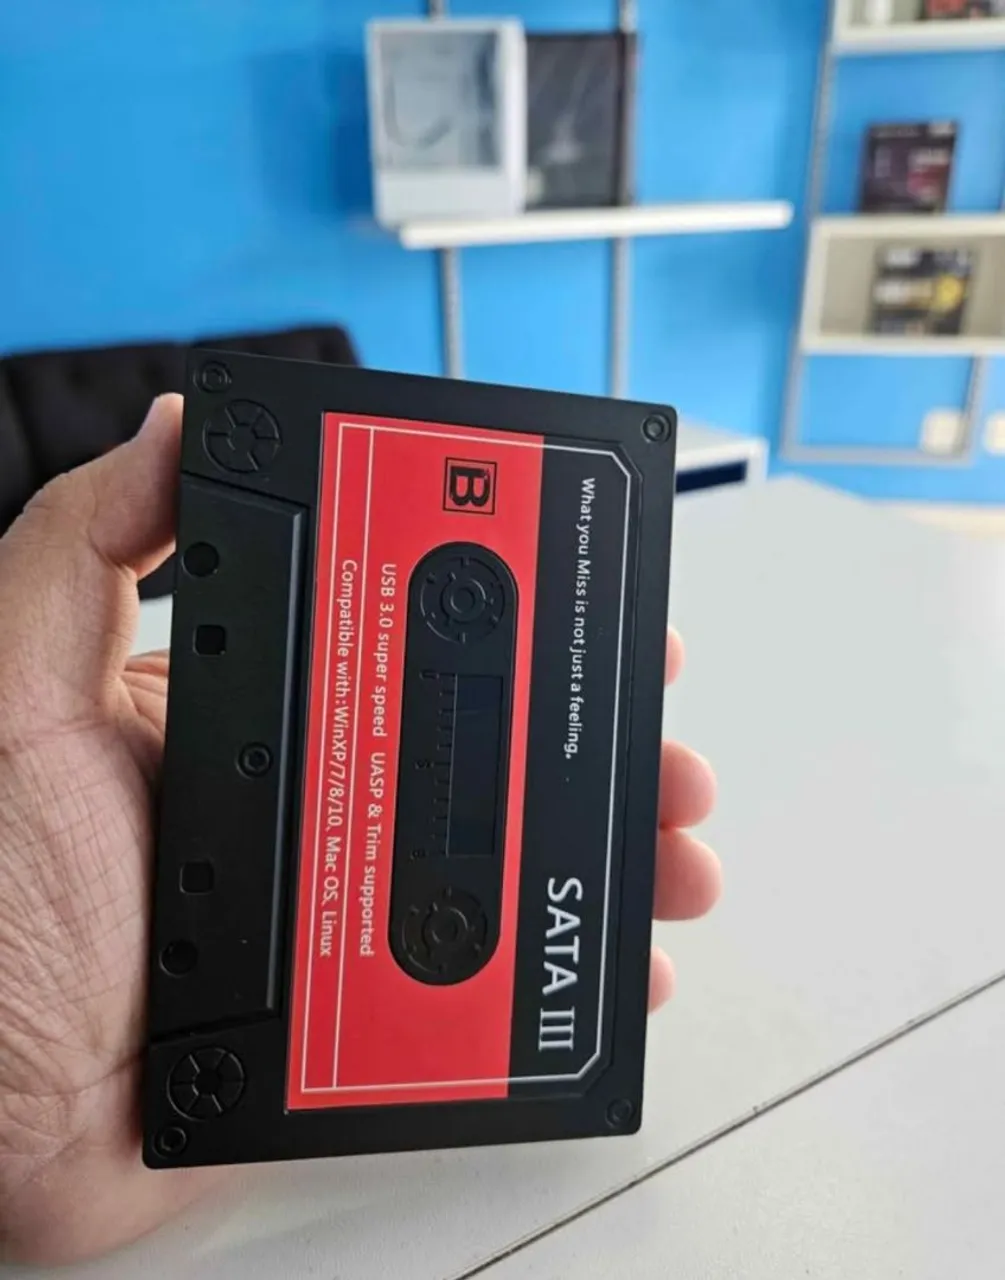 What you Miss is not just a feeling.
SATA III
B
USB 3.0 super speed UASP & Trim supported
Compatible with:WinXP/7/8/10, Mac OS, Linux